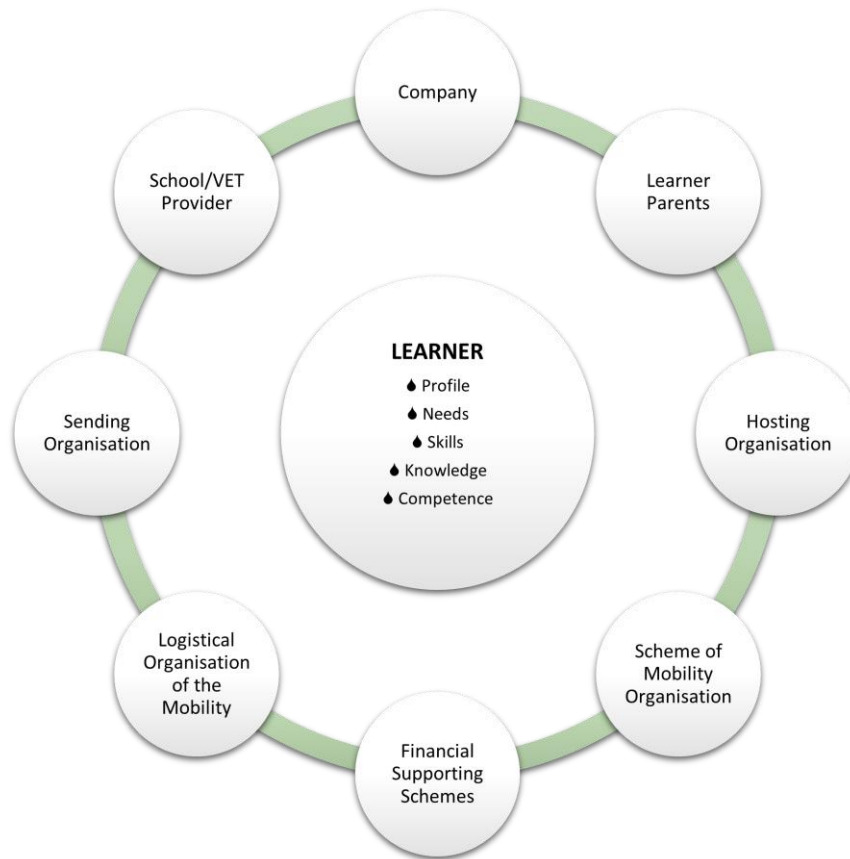 Company
School/VET
Provider
Learner
Parents
LEARNER
Profile
Needs
Skills
Knowledge
Competence
Sending
Organisation
Hosting
Organisation
Logistical
Organisation
of the
Mobility
Scheme of
Mobility
Organisation
Financial
Supporting
Schemes